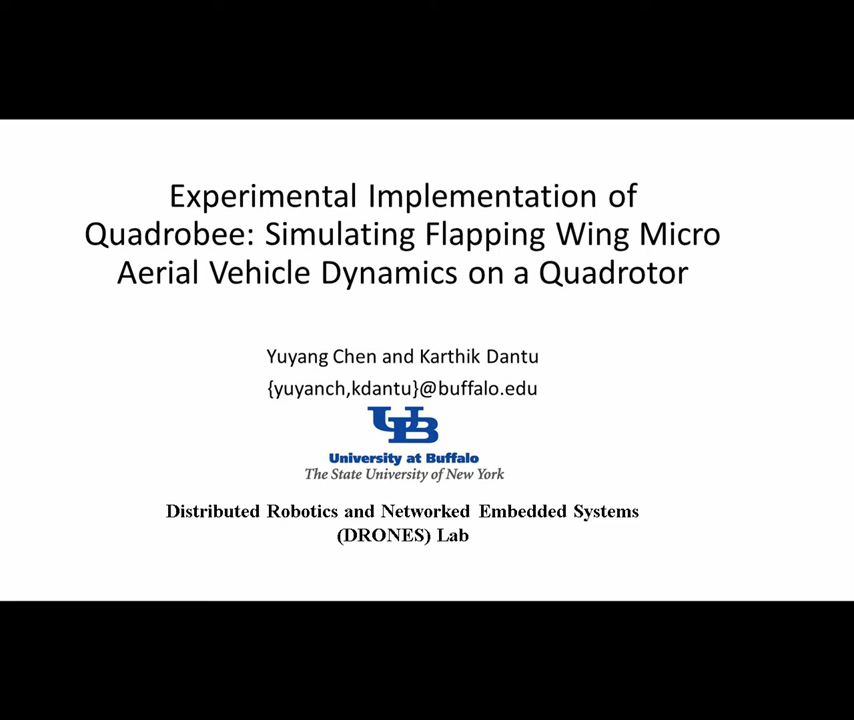 Experimental Implementation of
Quadrobee: Simulating Flapping Wing Micro
Aerial Vehicle Dynamics on a Quadrotor
Yuyang Chen and Karthik Dantu
{yuyanch,kdantu}@buffalo.edu
UB
University at Buffalo
The State University of New York
Distributed Robotics and Networked Embedded Systems
(DRONES) Lab